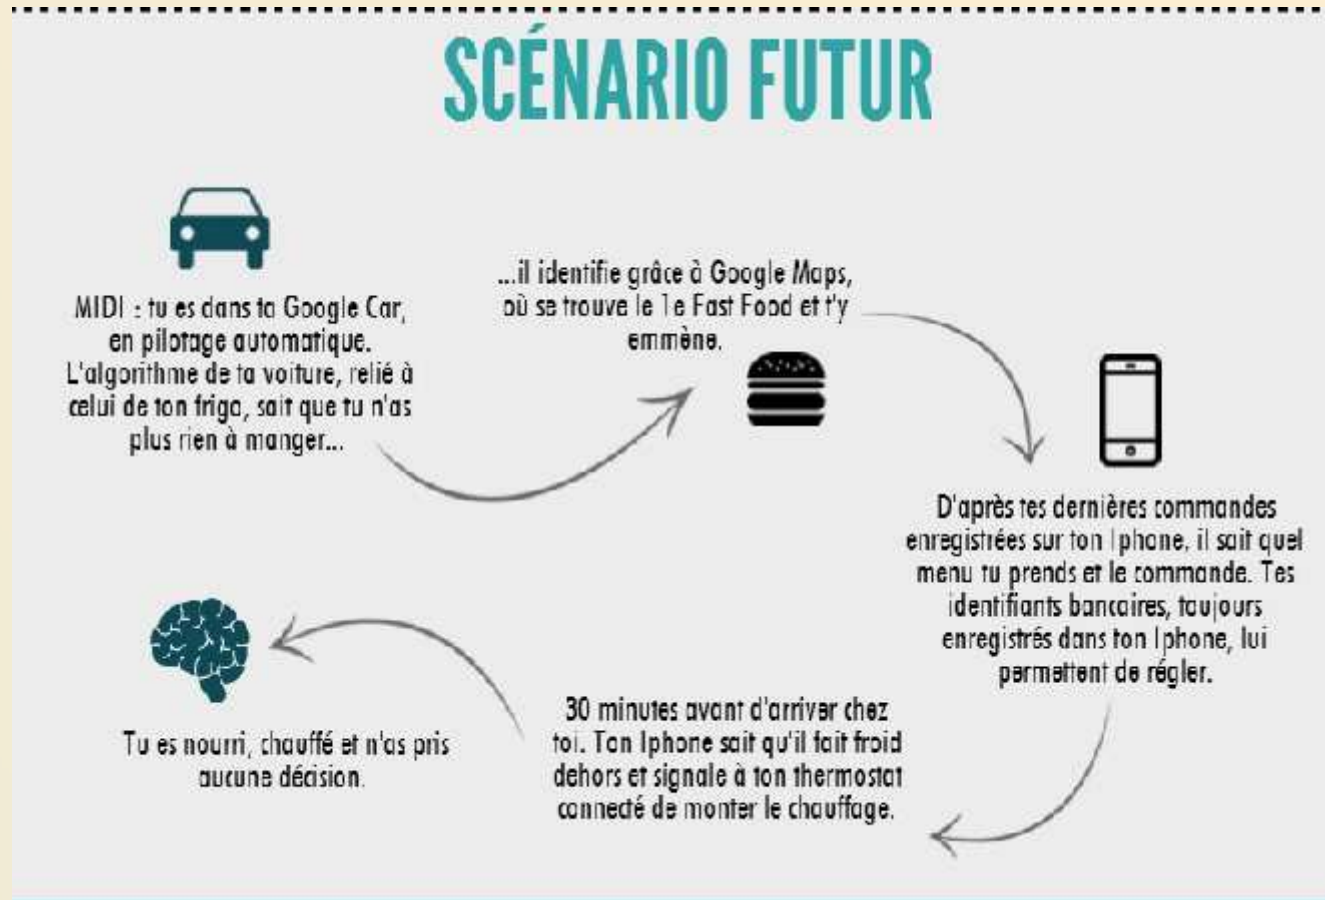 SCÉNARIO FUTUR
MIDI : tu es dans ta Google Car,
en pilotage automatique.
L'algorithme de ta voiture, relié à
celui de ton frigo, sait que tu n'as
plus rien à manger...
...il identifie grâce à Google Maps,
où se trouve le 1e Fast Food et t'y
emmène.
D'après tes dernières commandes
enregistrées sur ton Iphone, il sait quel
menu tu prends et le commande. Tes
identifiants bancaires, toujours
enregistrés dans ton Iphone, lui
permettent de régler.
30 minutes avant d'arriver chez
toi. Ton Iphone sait qu'il fait froid
dehors et signale à ton thermostat
connecté de monter le chauffage.
Tu es nourri, chauffé et n'as pris
aucune décision.